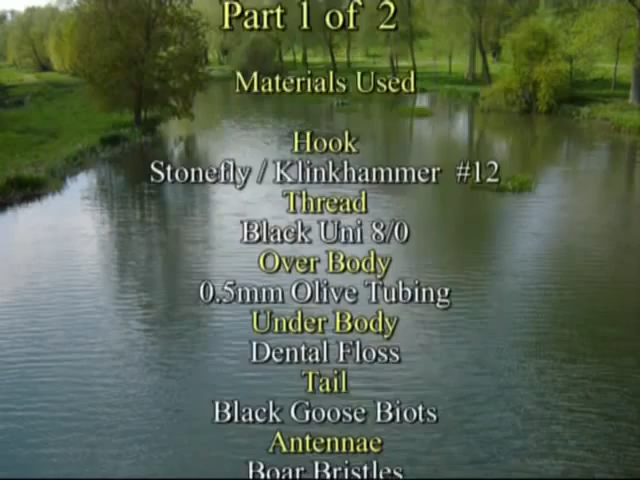 Part 1 of 2
Materials Used
Hook
Stonefly / Klinkhammer #12
Thread
Black Uni 8/0
Over Body
0.5mm Olive Tubing
Under Body
Dental Floss
Tail
Black Goose Biots
Antennae
Boar Bristles